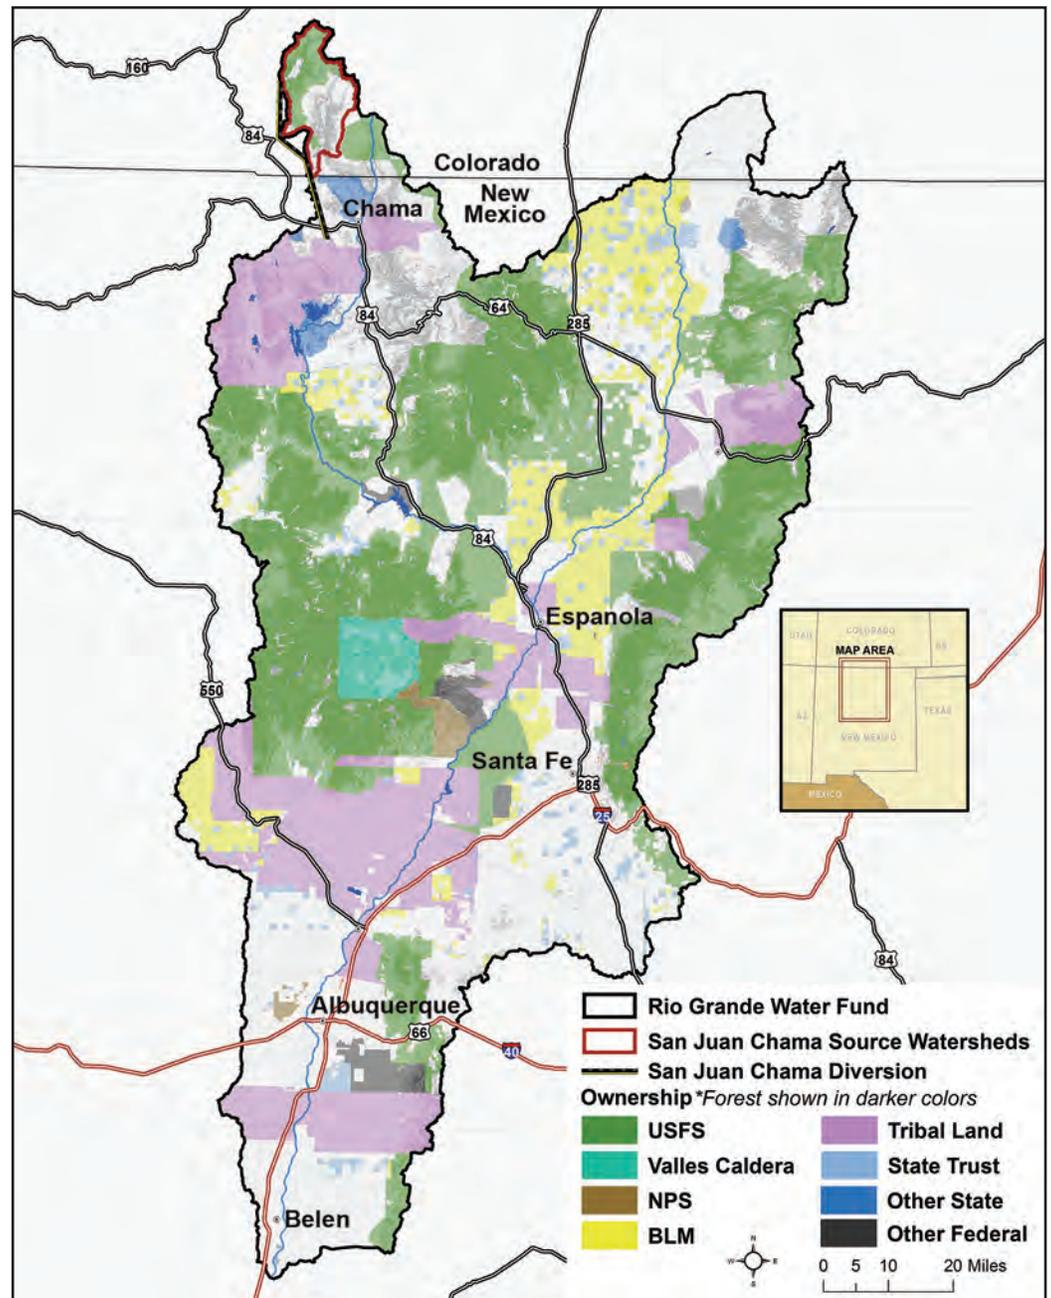 160
84
Colorado
New
Mexico
Chama
84
64
285
84
Espanola
550
Santa Fe
285
25
84
Albuquerque
66
40
Belen
UTAH
COLORADO
MAP AREA
AZ
TEXAS
NEW MEXICO
MEXICO
Rio Grande Water Fund
San Juan Chama Source Watersheds
San Juan Chama Diversion
Ownership *Forest shown in darker colors
USFS
Tribal Land
Valles Caldera
State Trust
NPS
Other State
BLM
Other Federal
N
W E
S
0 5 10 20 Miles